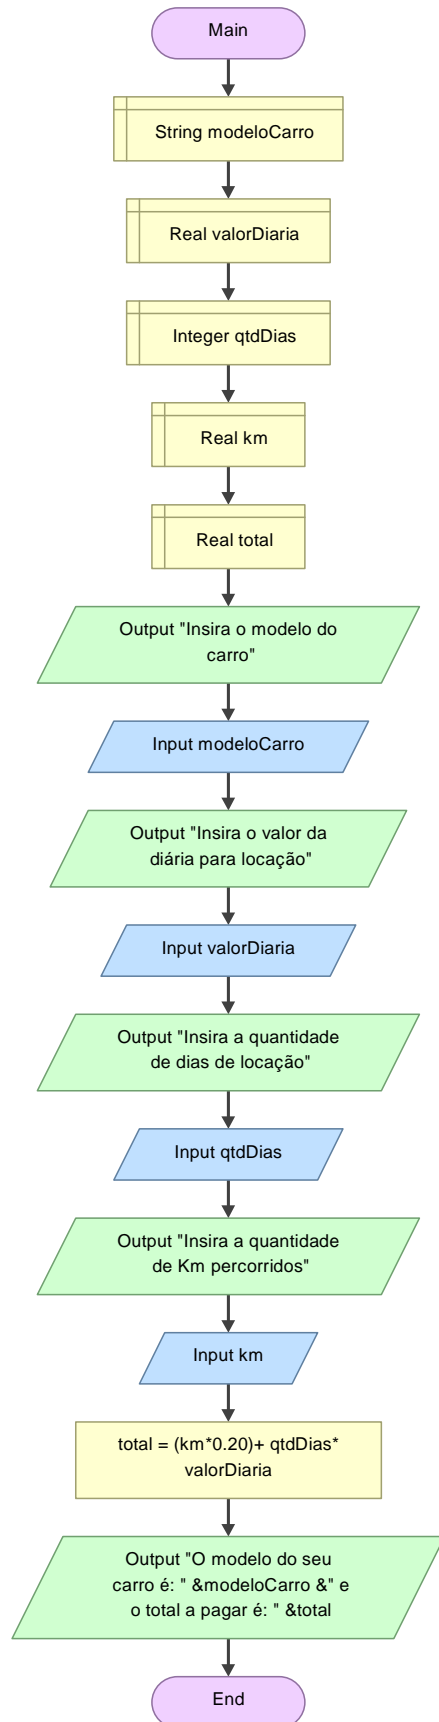 Main
String modeloCarro
Real valorDiaria
Integer qtdDias
Real km
Real total
Output "Insira o modelo do
carro"
Input modeloCarro
Output "Insira o valor da
diária para locação"
Input valorDiaria
Output "Insira a quantidade
de dias de locação"
Input qtdDias
Output "Insira a quantidade
de Km percorridos"
Input km
total = (km*0.20)+ qtdDias*
valorDiaria
Output "O modelo do seu
carro é: " &modeloCarro &" e
o total a pagar é: " &total
End